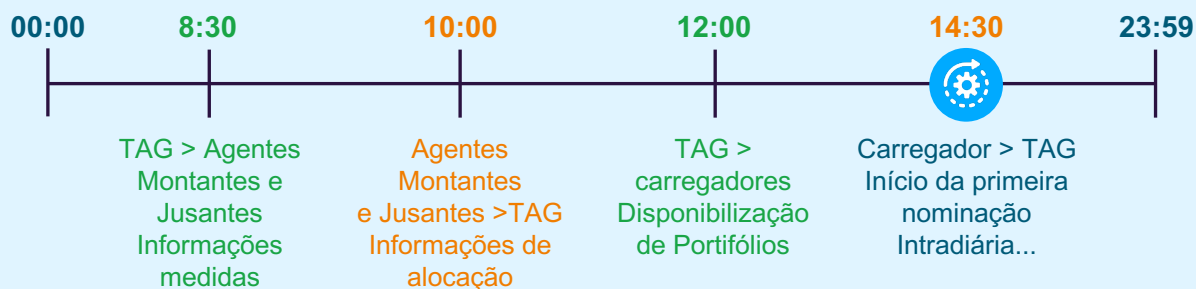 00:00
8:30
10:00
12:00
14:30
23:59
TAG > Agentes
Montantes e
Jusantes
Informações
medidas
Agentes
Montantes
e Jusantes >TAG
Informações de
alocação
TAG >
carregadores
Disponibilização
de Portifólios
Carregador > TAG
Início da primeira
nominação
Intradiária...